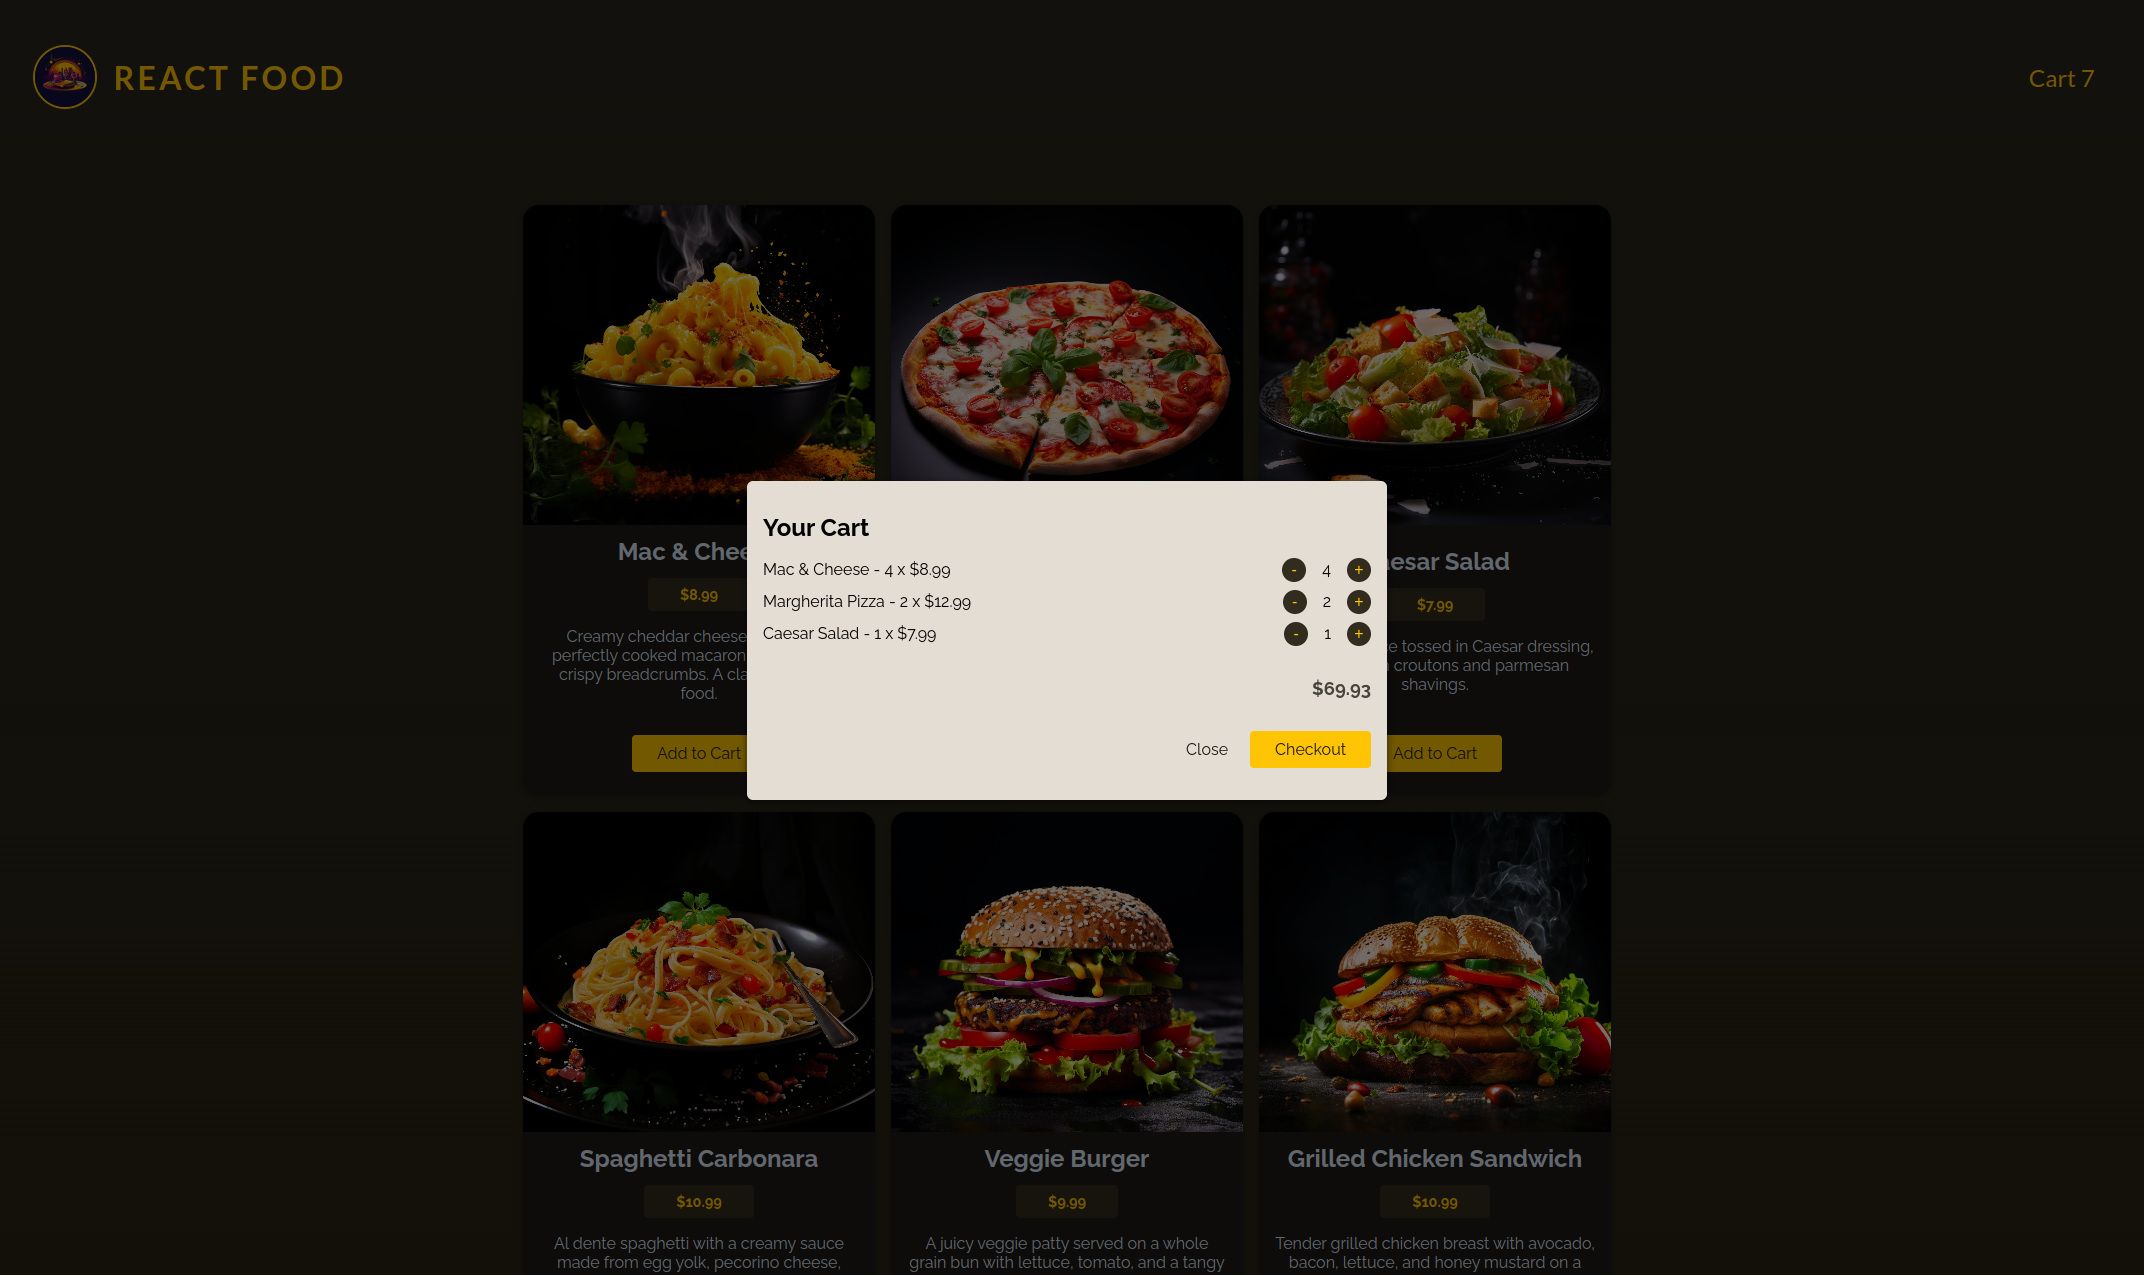 REACT FOOD
Cart 7
Your Cart
Mac & Cheese - 4 x $8.99
- 4 +
Margherita Pizza - 2 x $12.99
- 2 +
Caesar Salad - 1 x $7.99
- 1 +
$69.93
Close
Checkout
Mac &
$8.99
Creamy cheddar cheese
perfectly cooked
crispy breadcrumbs. A
food.
Add to Cart
Salad
$7.99
tossed in Caesar dressing,
croutons and parmesan
shavings.
Add to Cart
Spaghetti Carbonara
$10.99
Al dente spaghetti with a creamy sauce
made from egg yolk, pecorino cheese,
Veggie Burger
$9.99
A juicy veggie patty served on a whole
grain bun with lettuce, tomato, and a tangy
Grilled Chicken Sandwich
$10.99
Tender grilled chicken breast with avocado,
bacon, lettuce, and honey mustard on a